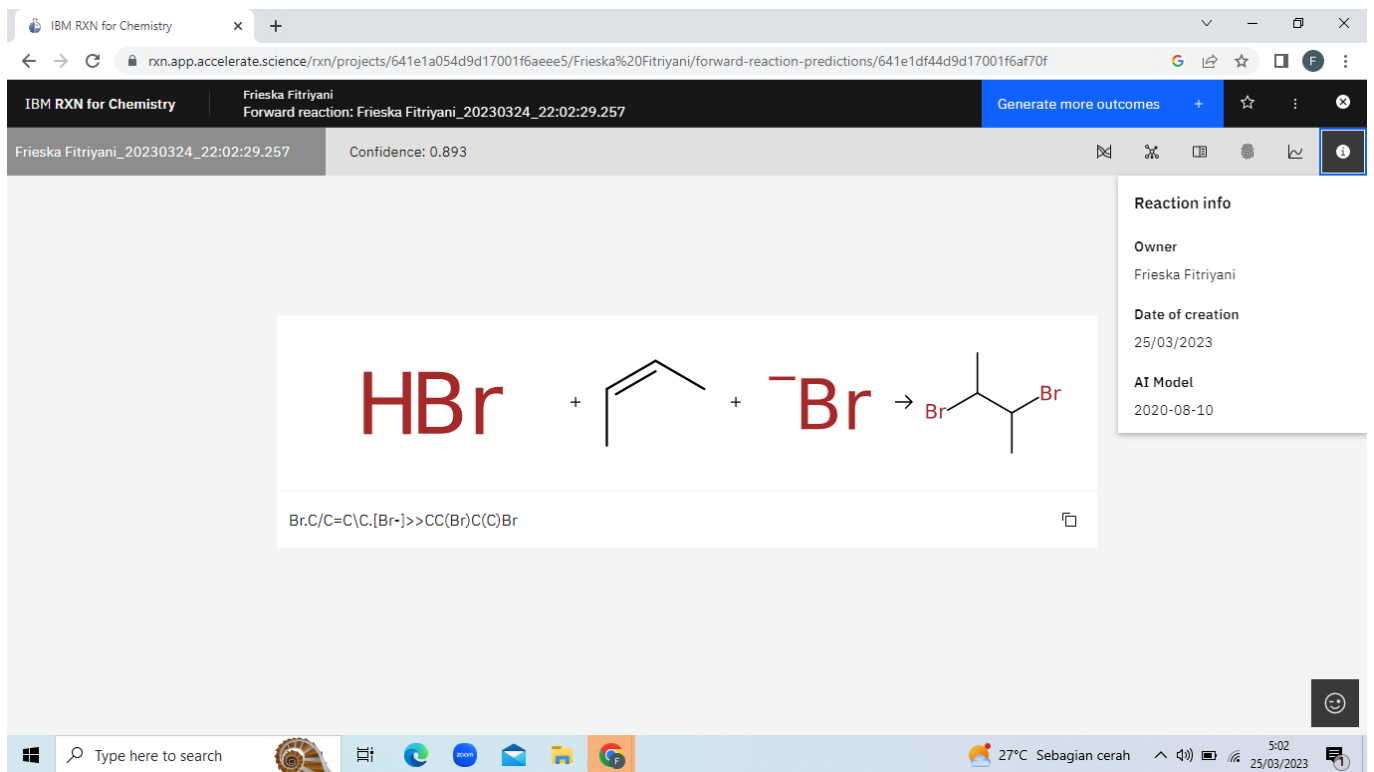 IBM RXN for Chemistry
rxn.app.accelerate.science/rxn/projects/641e1a054d9d17001f6aeee5/Frieska%20Fitriyani/forward-reaction-predictions/641e1df44d9d17001f6af70f
F
IBM RXN for Chemistry
Frieska Fitriyani
Forward reaction: Frieska Fitriyani_20230324_22:02:29.257
Generate more outcomes +
Frieska Fitriyani_20230324_22:02:29.257
Confidence: 0.893
Reaction info
Owner
Frieska Fitriyani
Date of creation
25/03/2023
AI Model
2020-08-10
HBr + + ⁻Br → Br Br
Br.C/C=C\C.[Br-]>>CC(Br)C(C)Br
Type here to search
zoom
F
27°C Sebagian cerah
5:02
25/03/2023
1